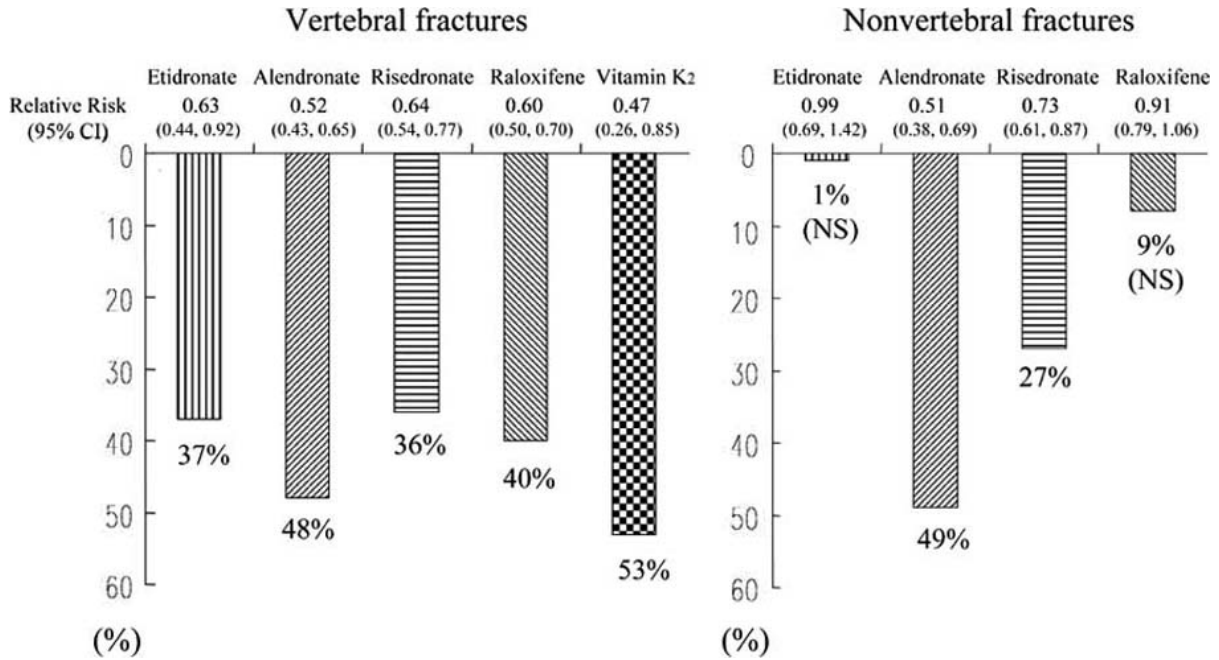 Vertebral fractures
Nonvertebral fractures
Etidronate Alendronate Risedronate Raloxifene Vitamin K2
Relative Risk 0.63 0.52 0.64 0.60 0.47
(95% CI) (0.44, 0.92) (0.43, 0.65) (0.54, 0.77) (0.50, 0.70) (0.26, 0.85)
0
10
20
30
40
50
60
(%)
37%
48%
36%
40%
53%
Etidronate Alendronate Risedronate Raloxifene
0.99 0.51 0.73 0.91
(0.69, 1.42) (0.38, 0.69) (0.61, 0.87) (0.79, 1.06)
0
10
20
30
40
50
60
(%)
1%
(NS)
49%
27%
9%
(NS)